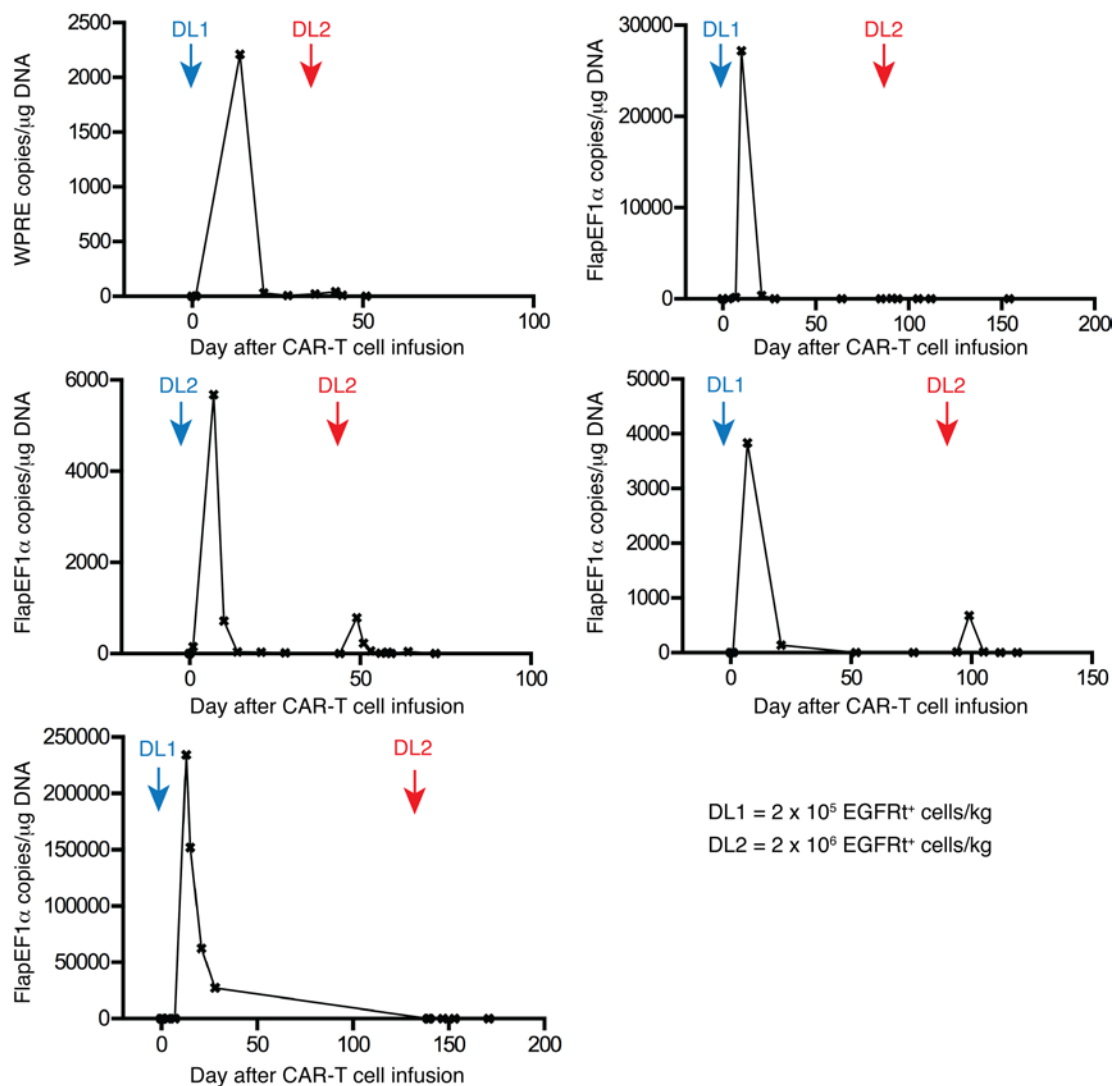 DL1 DL2
WPRE copies/μg DNA
2500
2000
1500
1000
500
0
0 50 100
Day after CAR-T cell infusion
DL1 DL2
FlapEF1α copies/μg DNA
30000
20000
10000
0
0 50 100 150 200
Day after CAR-T cell infusion
DL2 DL2
FlapEF1α copies/μg DNA
6000
4000
2000
0
0 50 100
Day after CAR-T cell infusion
DL1 DL2
FlapEF1α copies/μg DNA
5000
4000
3000
2000
1000
0
0 50 100 150
Day after CAR-T cell infusion
DL1 DL2
FlapEF1α copies/μg DNA
250000
200000
150000
100000
50000
0
0 50 100 150 200
Day after CAR-T cell infusion
DL1 = 2 x 10⁵ EGFRt⁺ cells/kg
DL2 = 2 x 10⁶ EGFRt⁺ cells/kg